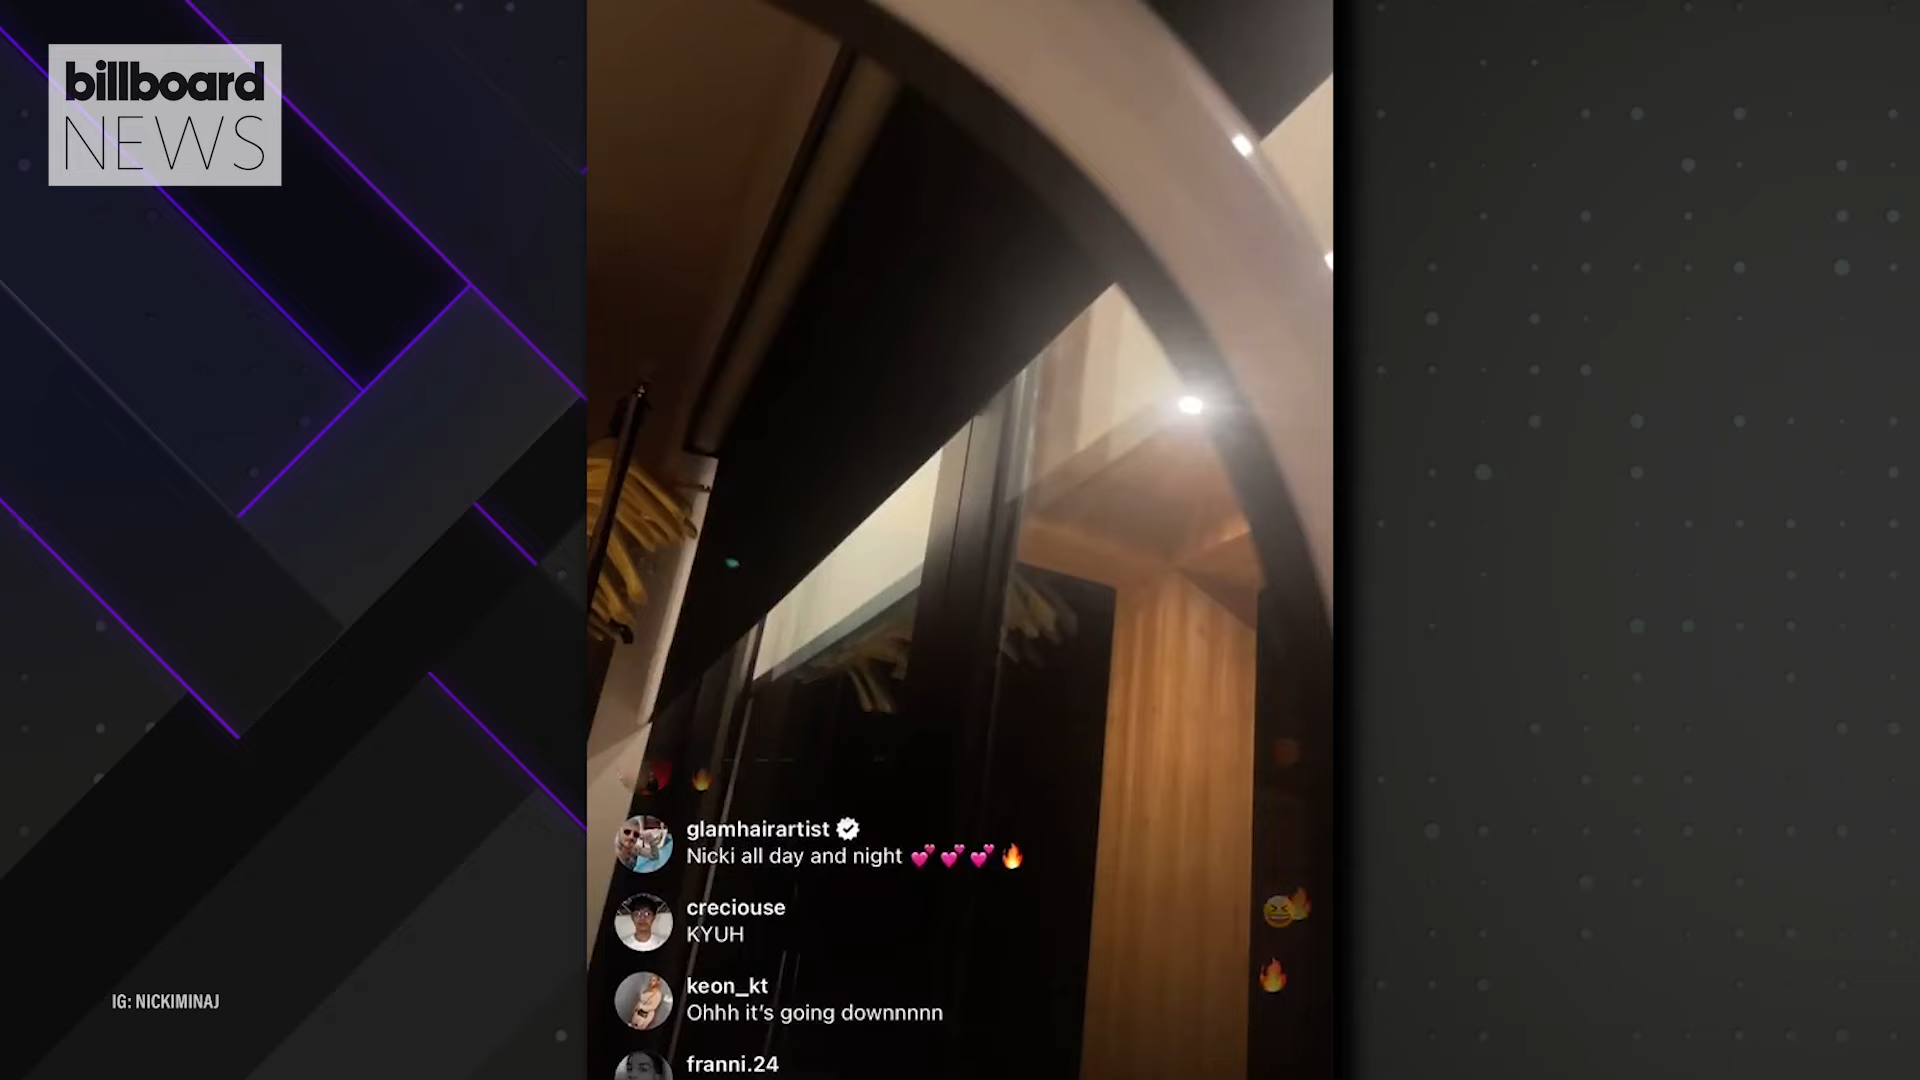 billboard
NEWS
glamhairartist
Nicki all day and night 💕 💕 💕 🔥
creciouse
KYUH
keon_kt
Ohhh it's going downnnnn
franni.24
IG: NICKIMINAJ